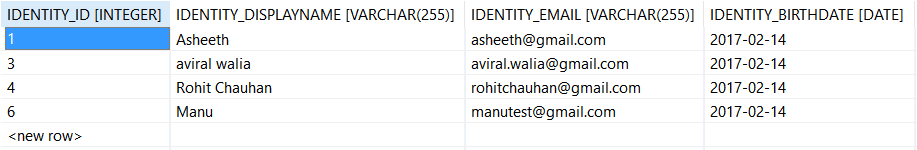 IDENTITY_ID [INTEGER] IDENTITY_DISPLAYNAME [VARCHAR(255)] IDENTITY_EMAIL [VARCHAR(255)] IDENTITY_BIRTHDATE [DATE]
1 Asheeth asheeth@gmail.com 2017-02-14
3 aviral walia aviral.walia@gmail.com 2017-02-14
4 Rohit Chauhan rohitchauhan@gmail.com 2017-02-14
6 Manu manutest@gmail.com 2017-02-14
<new row>